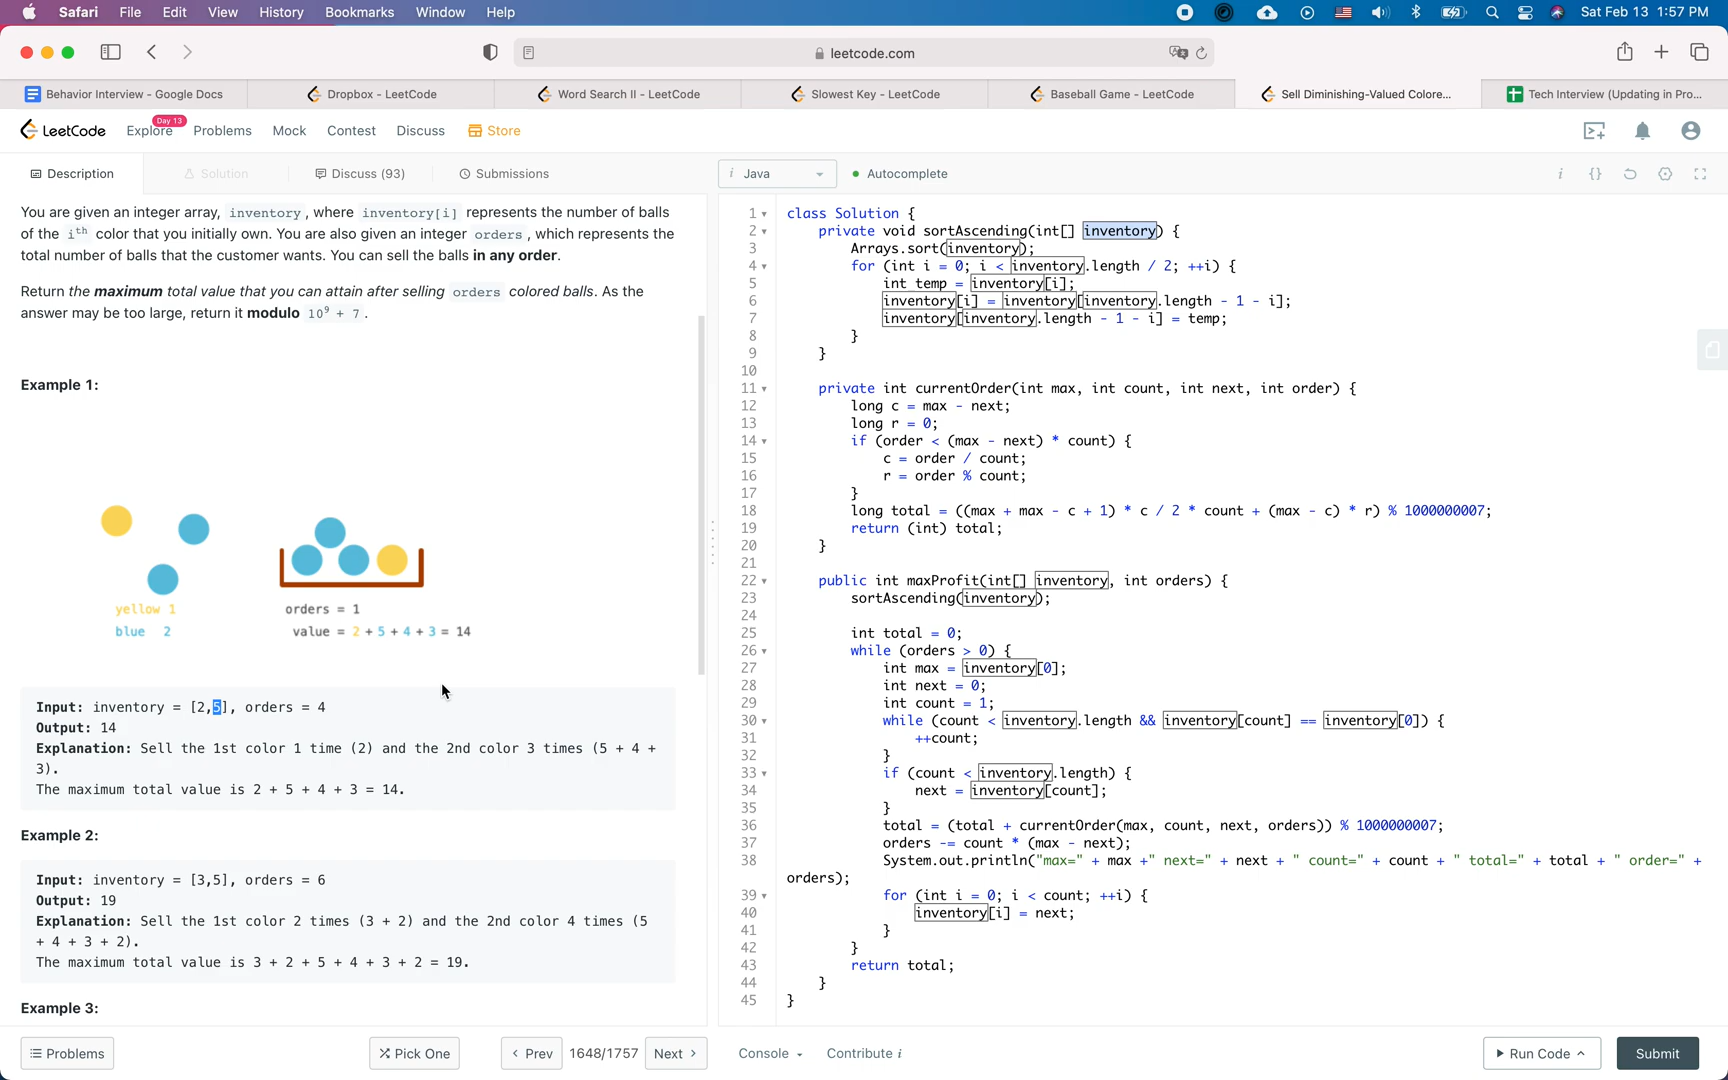 Safari File Edit View History Bookmarks Window Help Sat Feb 13 1:57 PM
leetcode.com
Behavior Interview - Google Docs Dropbox - LeetCode Word Search II - LeetCode Slowest Key - LeetCode Baseball Game - LeetCode Sell Diminishing-Valued Colore... Tech Interview (Updating in Pro...
LeetCode Explore Day 13 Problems Mock Contest Discuss Store
Description Solution Discuss (93) Submissions
i Java Autocomplete i {}
You are given an integer array, inventory, where inventory[i] represents the number of balls
of the ith color that you initially own. You are also given an integer orders, which represents the
total number of balls that the customer wants. You can sell the balls in any order.
Return the maximum total value that you can attain after selling orders colored balls. As the
answer may be too large, return it modulo 10⁹ + 7.
Example 1:
yellow 1
blue 2
orders = 1
value = 2 + 5 + 4 + 3 = 14
Input: inventory = [2,5], orders = 4
Output: 14
Explanation: Sell the 1st color 1 time (2) and the 2nd color 3 times (5 + 4 +
3).
The maximum total value is 2 + 5 + 4 + 3 = 14.
Example 2:
Input: inventory = [3,5], orders = 6
Output: 19
Explanation: Sell the 1st color 2 times (3 + 2) and the 2nd color 4 times (5
+ 4 + 3 + 2).
The maximum total value is 3 + 2 + 5 + 4 + 3 + 2 = 19.
Example 3:
1 class Solution {
2 private void sortAscending(int[] inventory) {
3 Arrays.sort(inventory);
4 for (int i = 0; i < inventory.length / 2; ++i) {
5 int temp = inventory[i];
6 inventory[i] = inventory[inventory.length - 1 - i];
7 inventory[inventory.length - 1 - i] = temp;
8 }
9 }
10
11 private int currentOrder(int max, int count, int next, int order) {
12 long c = max - next;
13 long r = 0;
14 if (order < (max - next) * count) {
15 c = order / count;
16 r = order % count;
17 }
18 long total = ((max + max - c + 1) * c / 2 * count + (max - c) * r) % 1000000007;
19 return (int) total;
20 }
21
22 public int maxProfit(int[] inventory, int orders) {
23 sortAscending(inventory);
24
25 int total = 0;
26 while (orders > 0) {
27 int max = inventory[0];
28 int next = 0;
29 int count = 1;
30 while (count < inventory.length && inventory[count] == inventory[0]) {
31 ++count;
32 }
33 if (count < inventory.length) {
34 next = inventory[count];
35 }
36 total = (total + currentOrder(max, count, next, orders)) % 1000000007;
37 orders -= count * (max - next);
38 System.out.println("max=" + max +" next=" + next + " count=" + count + " total=" + total + " order=" +
orders);
39 for (int i = 0; i < count; ++i) {
40 inventory[i] = next;
41 }
42 }
43 return total;
44 }
45 }
Problems Pick One Prev 1648/1757 Next Console Contribute i Run Code Submit